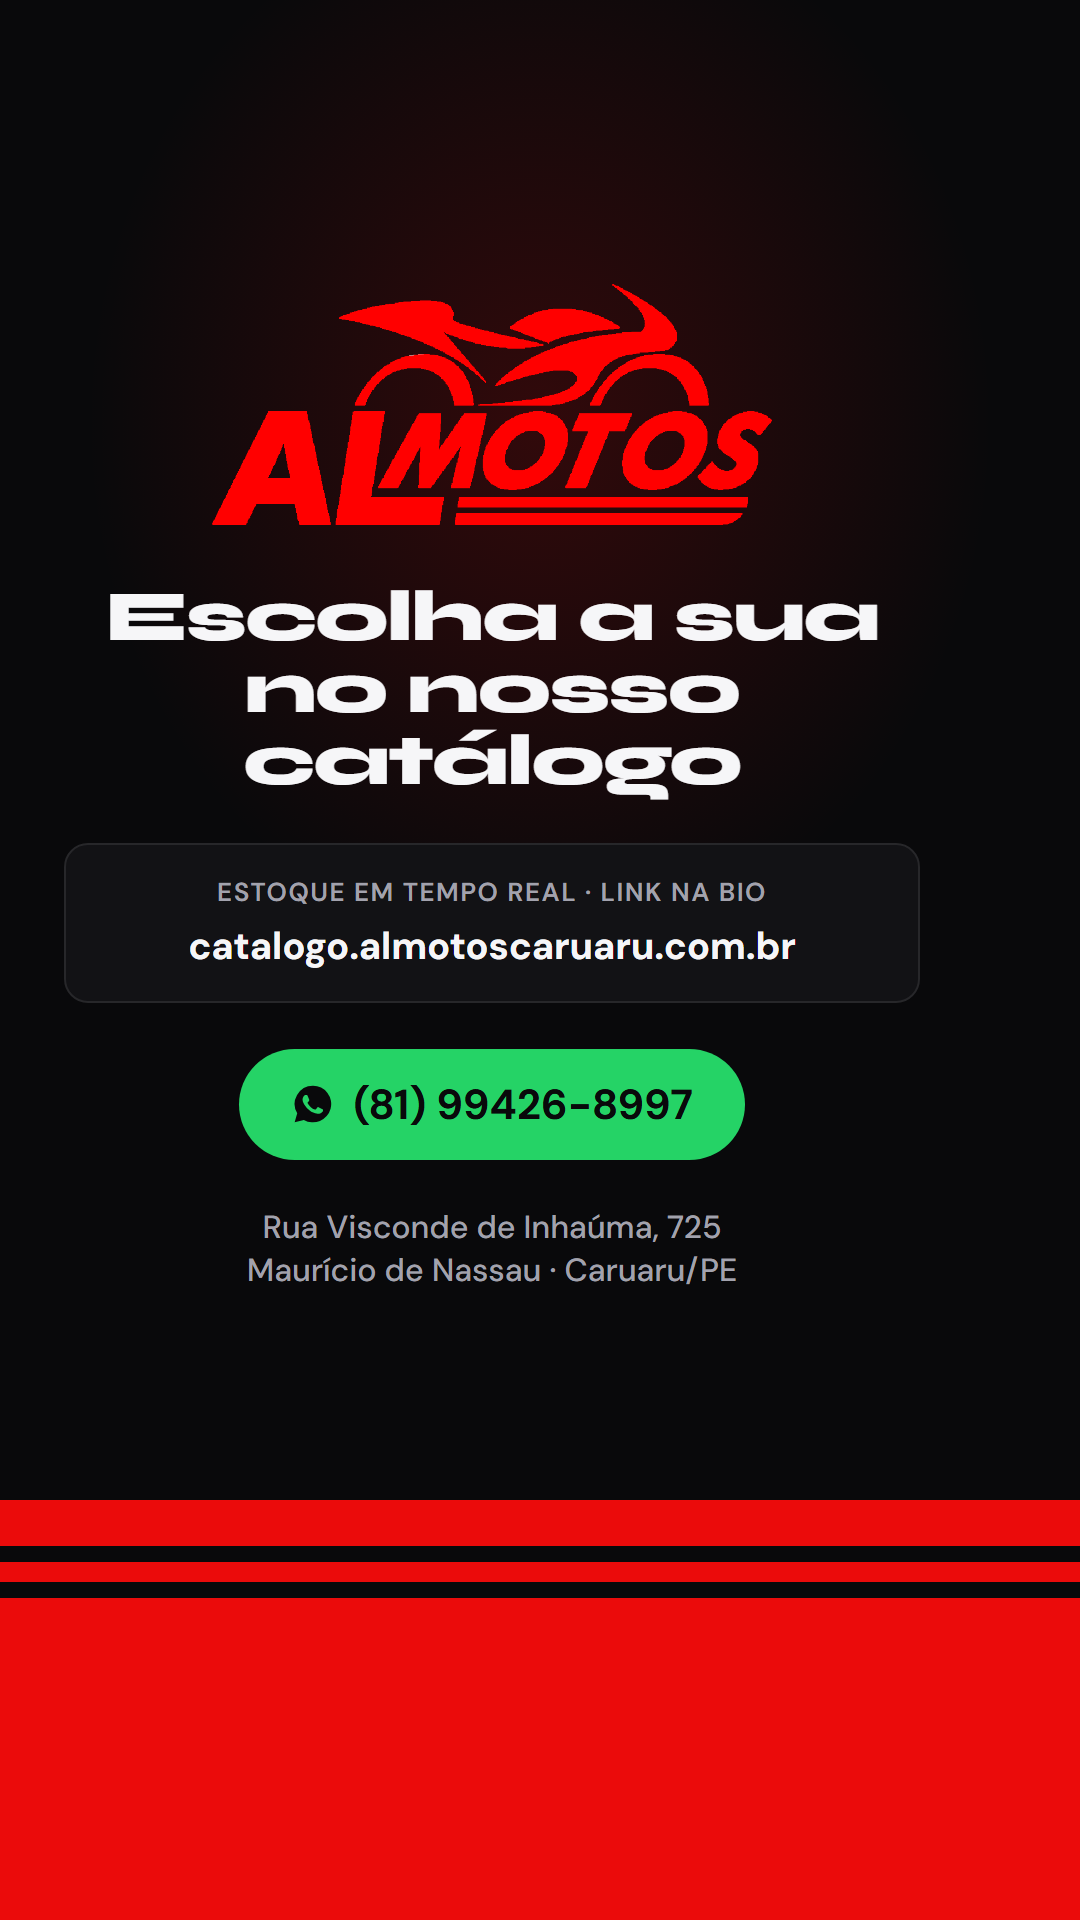 ALMOTOS
Escolha a sua
no nosso
catálogo
ESTOQUE EM TEMPO REAL · LINK NA BIO
catalogo.almotoscaruaru.com.br
(81) 99426-8997
Rua Visconde de Inhaúma, 725
Maurício de Nassau · Caruaru/PE